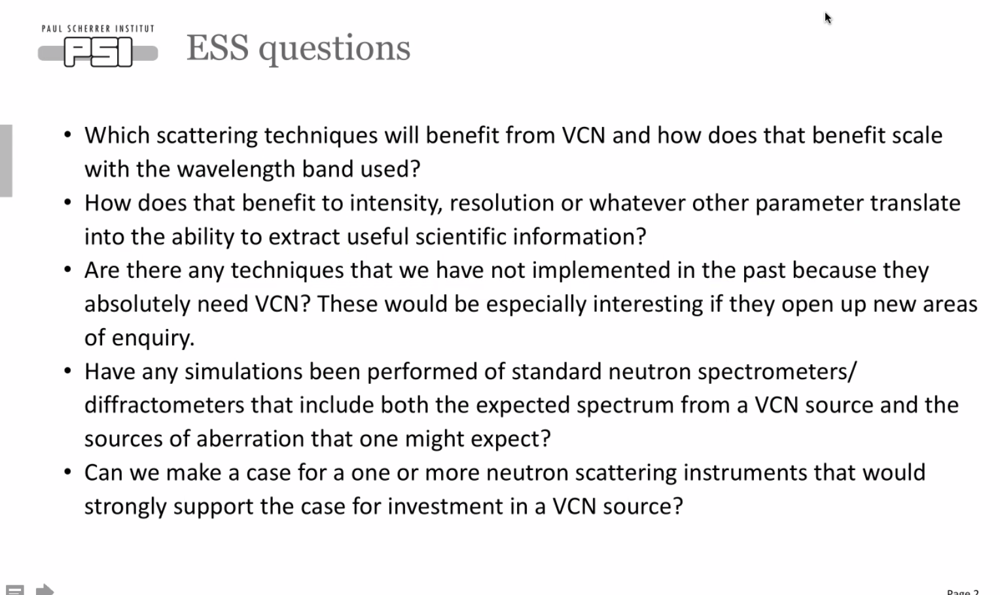 PAUL SCHERRER INSTITUT
PSI
ESS questions
• Which scattering techniques will benefit from VCN and how does that benefit scale
with the wavelength band used?
• How does that benefit to intensity, resolution or whatever other parameter translate
into the ability to extract useful scientific information?
• Are there any techniques that we have not implemented in the past because they
absolutely need VCN? These would be especially interesting if they open up new areas
of enquiry.
• Have any simulations been performed of standard neutron spectrometers/
diffractometers that include both the expected spectrum from a VCN source and the
sources of aberration that one might expect?
• Can we make a case for a one or more neutron scattering instruments that would
strongly support the case for investment in a VCN source?
Page 2